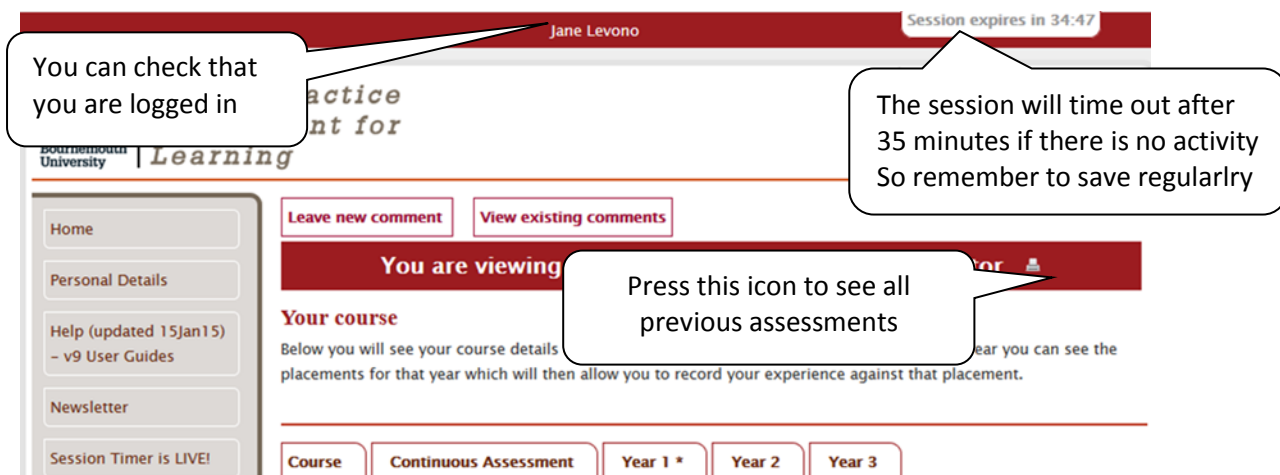 Jane Levono
Session expires in 34:47
You can check that
you are logged in
The session will time out after
35 minutes if there is no activity
So remember to save regularlry
actice
nt for
Bournemouth
University
Learning
Home
Personal Details
Help (updated 15Jan15)
– v9 User Guides
Newsletter
Session Timer is LIVE!
Leave new comment
View existing comments
You are viewing
tor
Press this icon to see all
previous assessments
Your course
Below you will see your course details
ear you can see the
placements for that year which will then allow you to record your experience against that placement.
Course
Continuous Assessment
Year 1 *
Year 2
Year 3